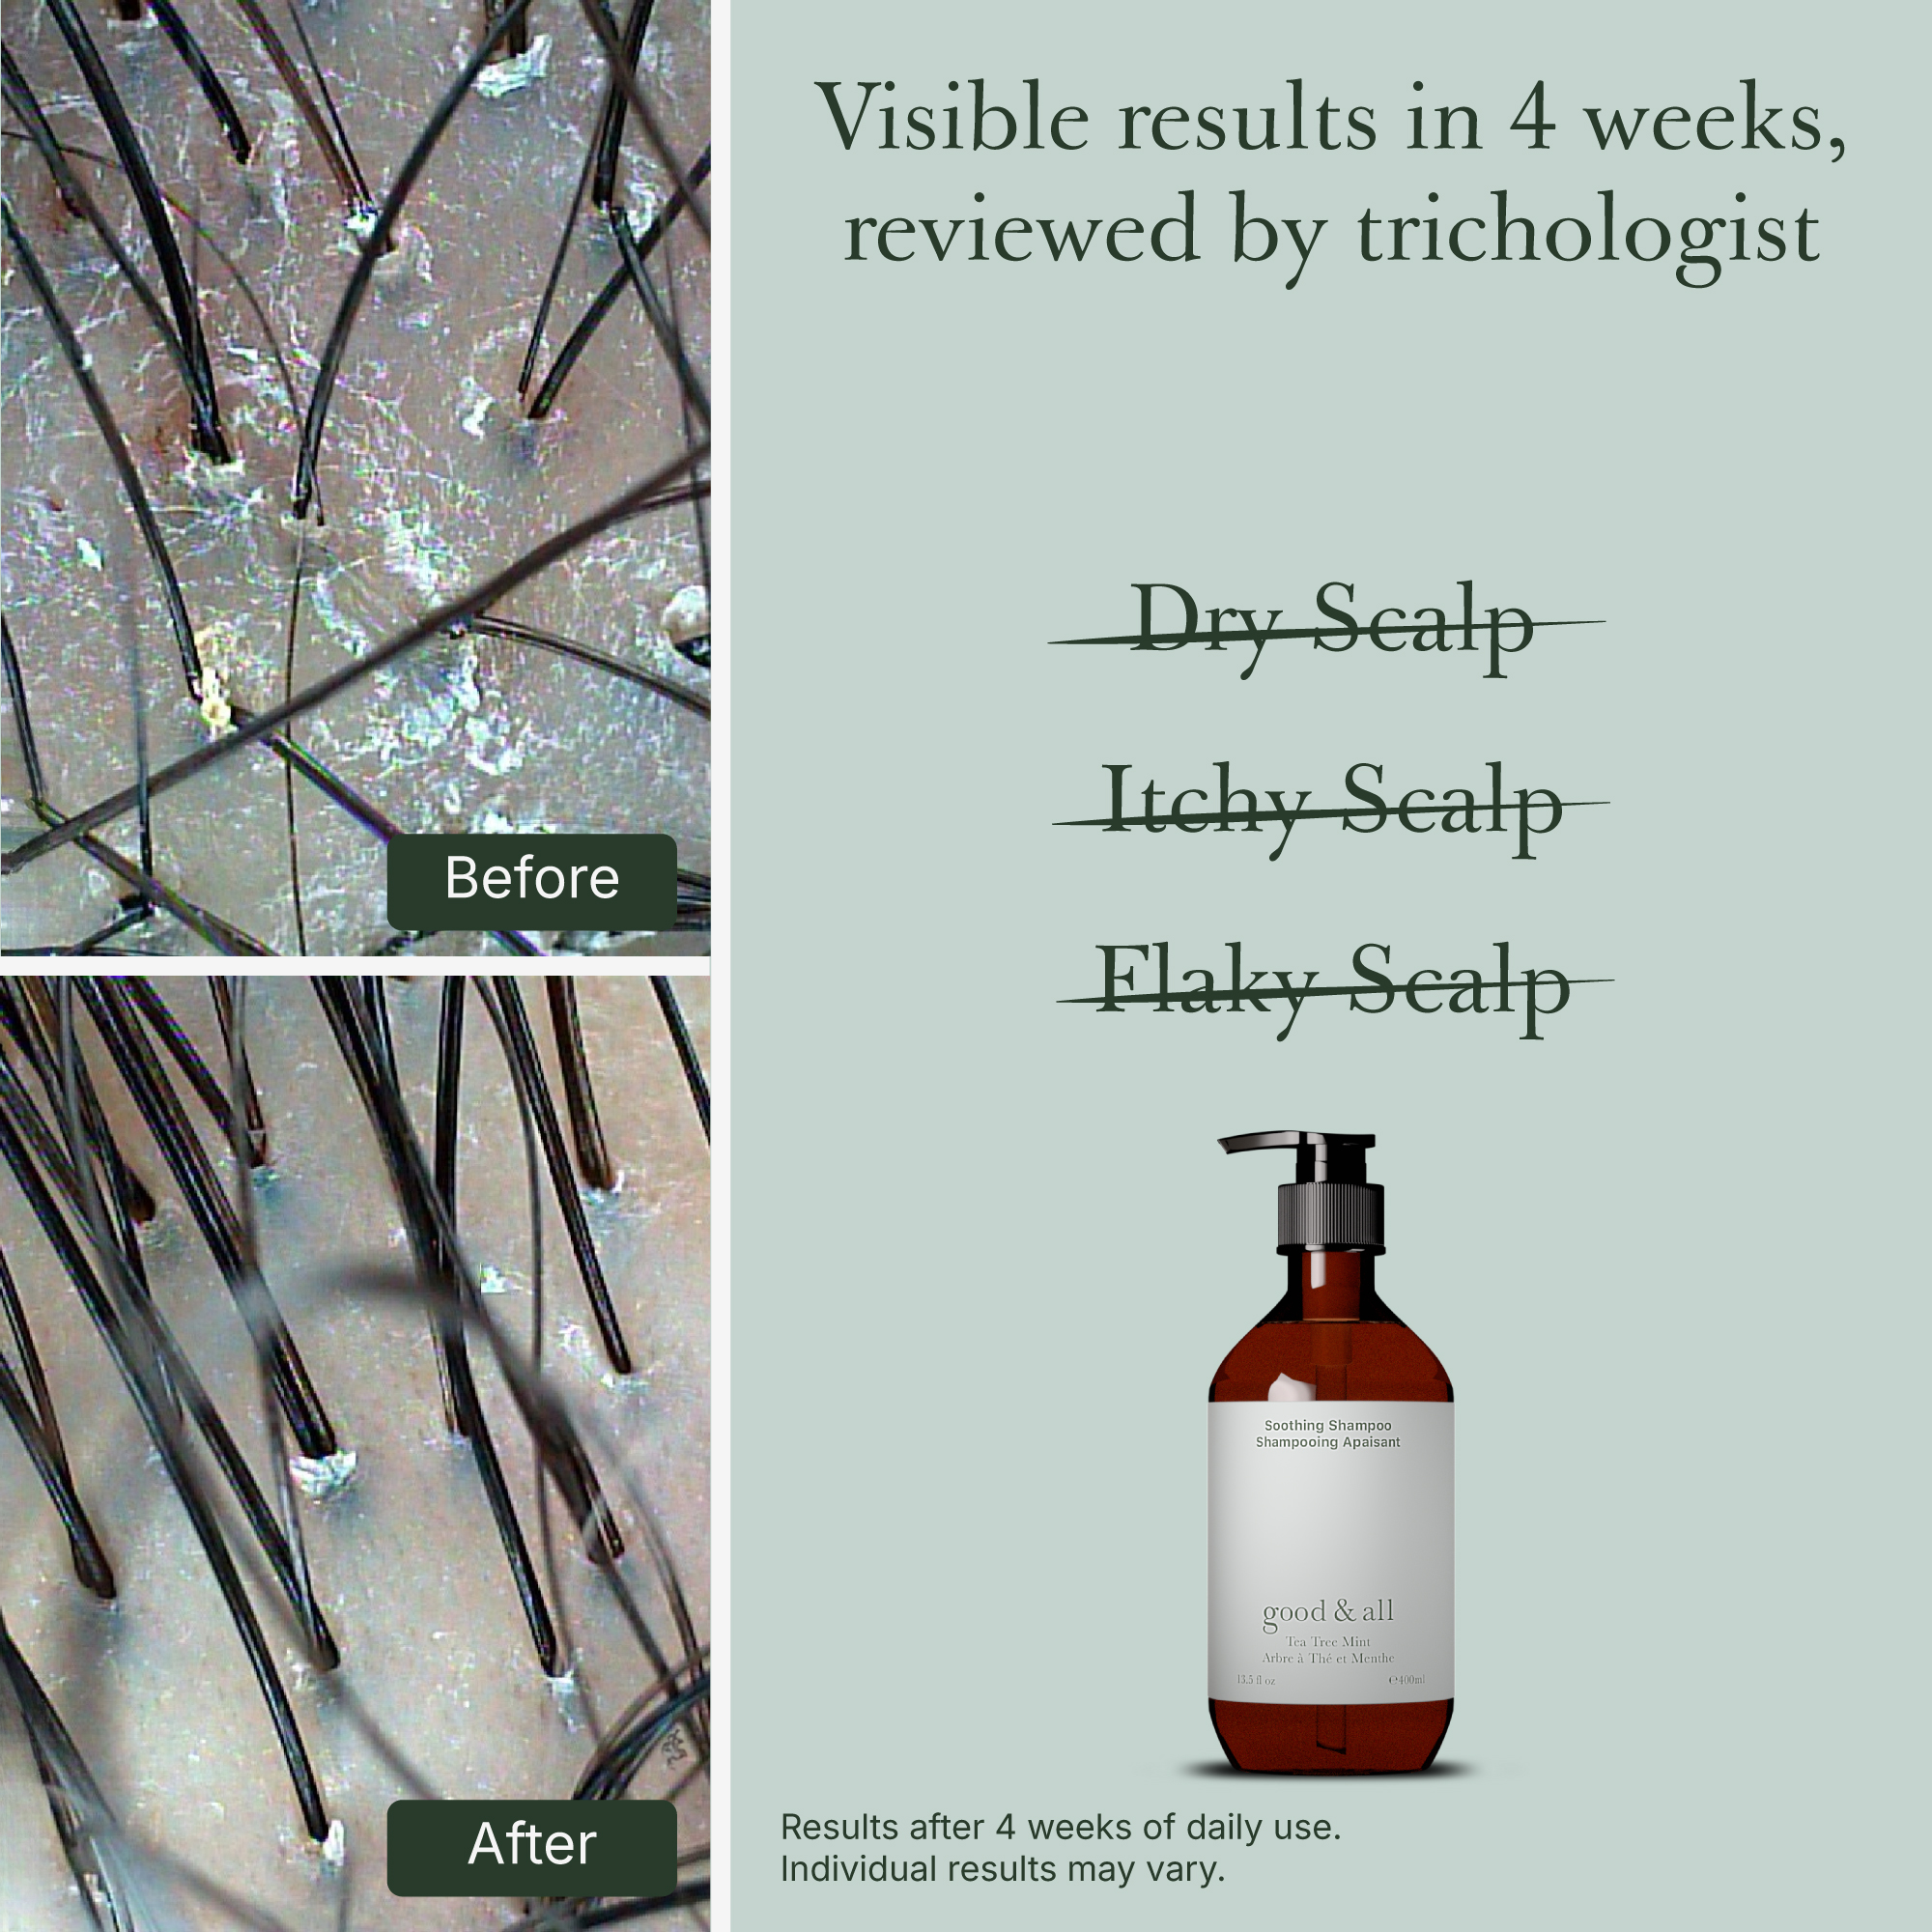 Visible results in 4 weeks,
reviewed by trichologist
Dry Scalp
Itchy Scalp
Flaky Scalp
Before
After
Soothing Shampoo
Shampooing Apaisant
good & all
Tea Tree Mint
Arbre à Thé et Menthe
13.5 fl oz ℮400ml
Results after 4 weeks of daily use.
Individual results may vary.